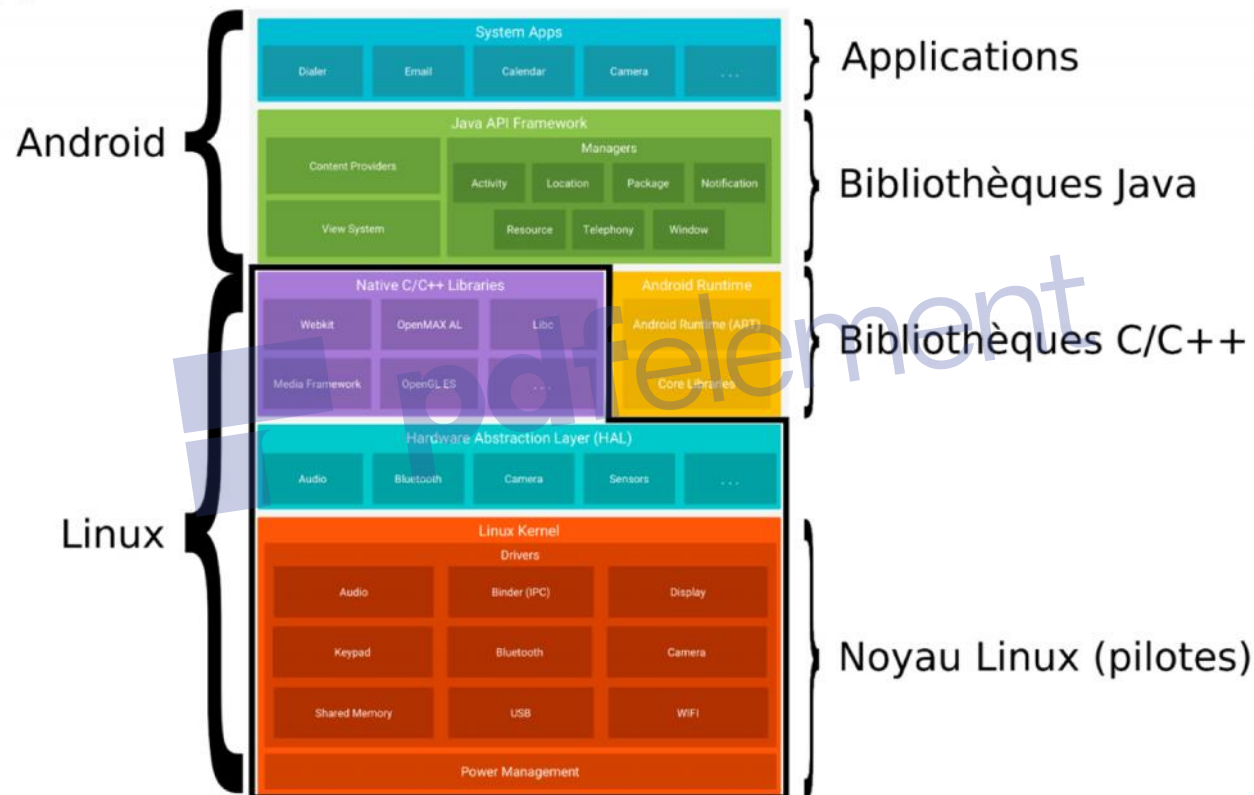 System Apps
Dialer Email Calendar Camera ...
Applications
Android
Java API Framework
Content Providers
View System
Managers
Activity Location Package Notification
Resource Telephony Window
Bibliothèques Java
Native C/C++ Libraries
Webkit OpenMAX AL Libc
Media Framework OpenGL ES ...
Android Runtime
Android Runtime (ART)
Core Libraries
Bibliothèques C/C++
pdfelement
Linux
Hardware Abstraction Layer (HAL)
Audio Bluetooth Camera Sensors ...
Linux Kernel
Drivers
Audio Binder (IPC) Display
Keypad Bluetooth Camera
Shared Memory USB WIFI
Power Management
Noyau Linux (pilotes)